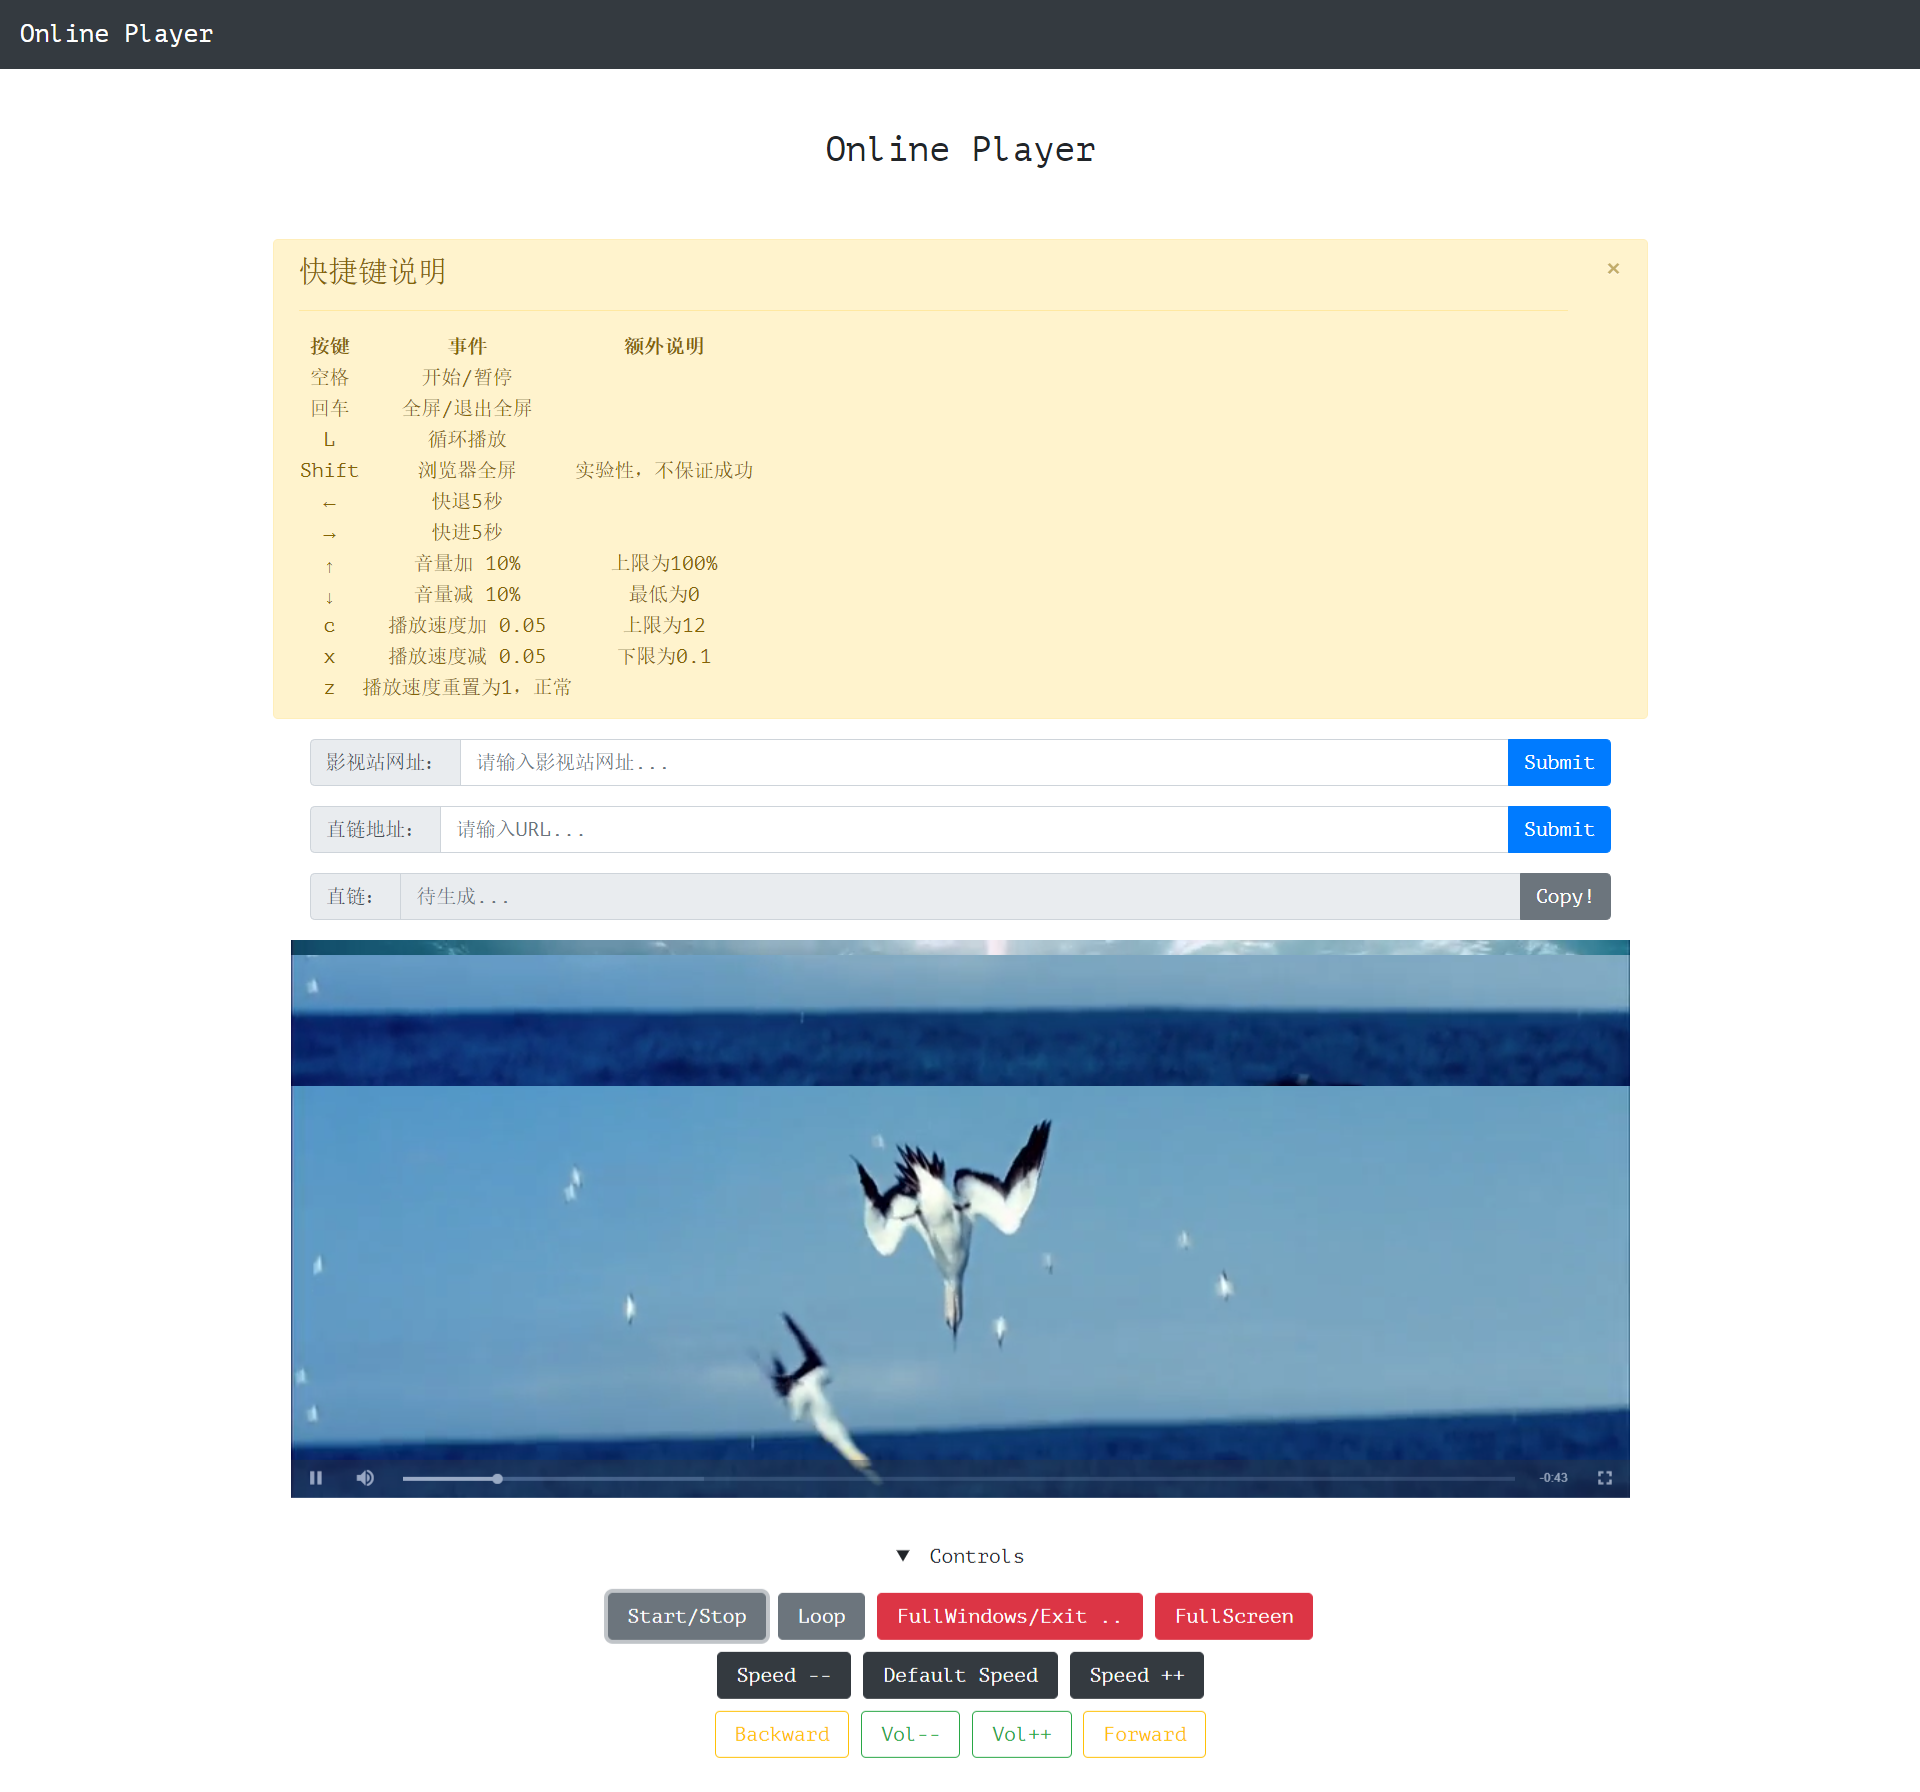 Online Player
Online Player
快捷键说明
×
按键 事件 额外说明
空格 开始/暂停
回车 全屏/退出全屏
L 循环播放
Shift 浏览器全屏 实验性，不保证成功
← 快退5秒
→ 快进5秒
↑ 音量加 10% 上限为100%
↓ 音量减 10% 最低为0
c 播放速度加 0.05 上限为12
x 播放速度减 0.05 下限为0.1
z 播放速度重置为1，正常
影视站网址： 请输入影视站网址... Submit
直链地址： 请输入URL... Submit
直链： 待生成... Copy!
-0:43
▼ Controls
Start/Stop Loop FullWindows/Exit .. FullScreen
Speed -- Default Speed Speed ++
Backward Vol-- Vol++ Forward